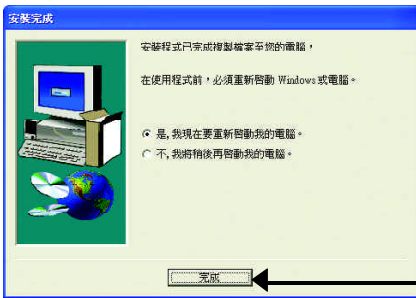 安裝完成
安裝程式已完成複製檔案至您的電腦，
在使用程式前，必須重新啓動 Windows 或電腦。
是, 我現在要重新啓動我的電腦。
不, 我將稍後再啓動我的電腦。
完成